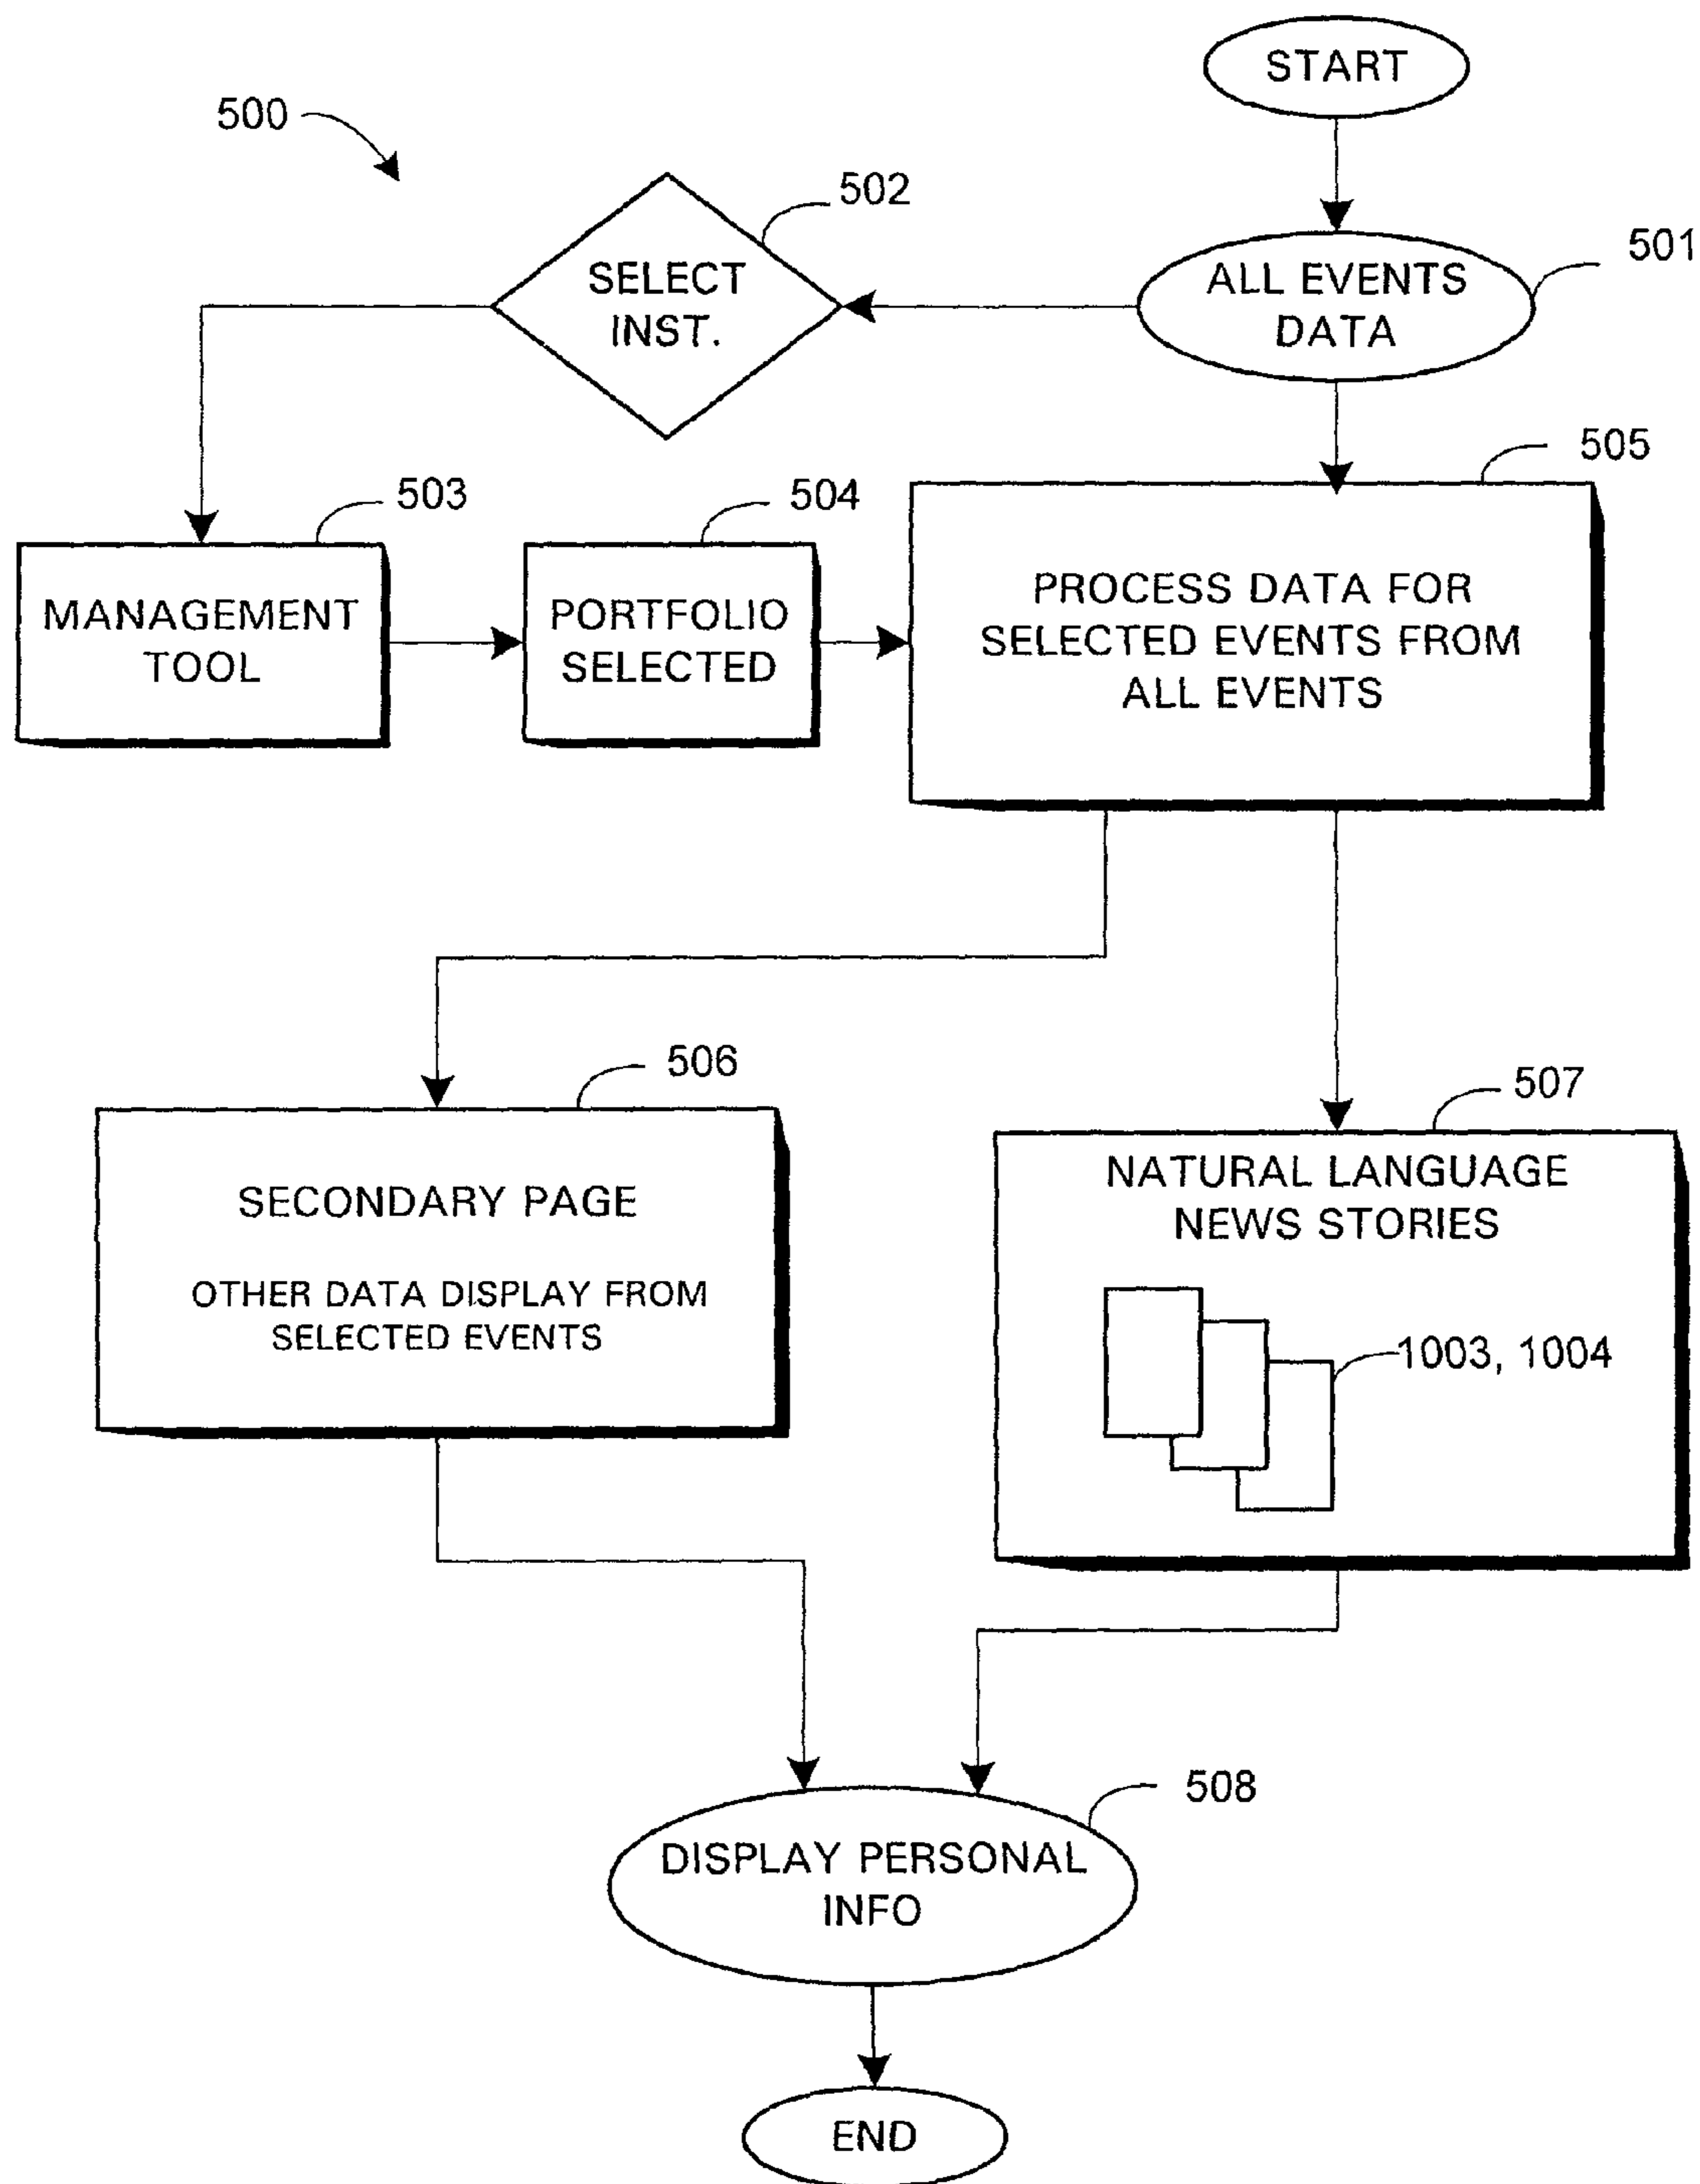 START
500
502
501
SELECT
INST.
ALL EVENTS
DATA
505
503
504
MANAGEMENT
TOOL
PORTFOLIO
SELECTED
PROCESS DATA FOR
SELECTED EVENTS FROM
ALL EVENTS
506
507
SECONDARY PAGE
OTHER DATA DISPLAY FROM
SELECTED EVENTS
NATURAL LANGUAGE
NEWS STORIES
1003, 1004
508
DISPLAY PERSONAL
INFO
END